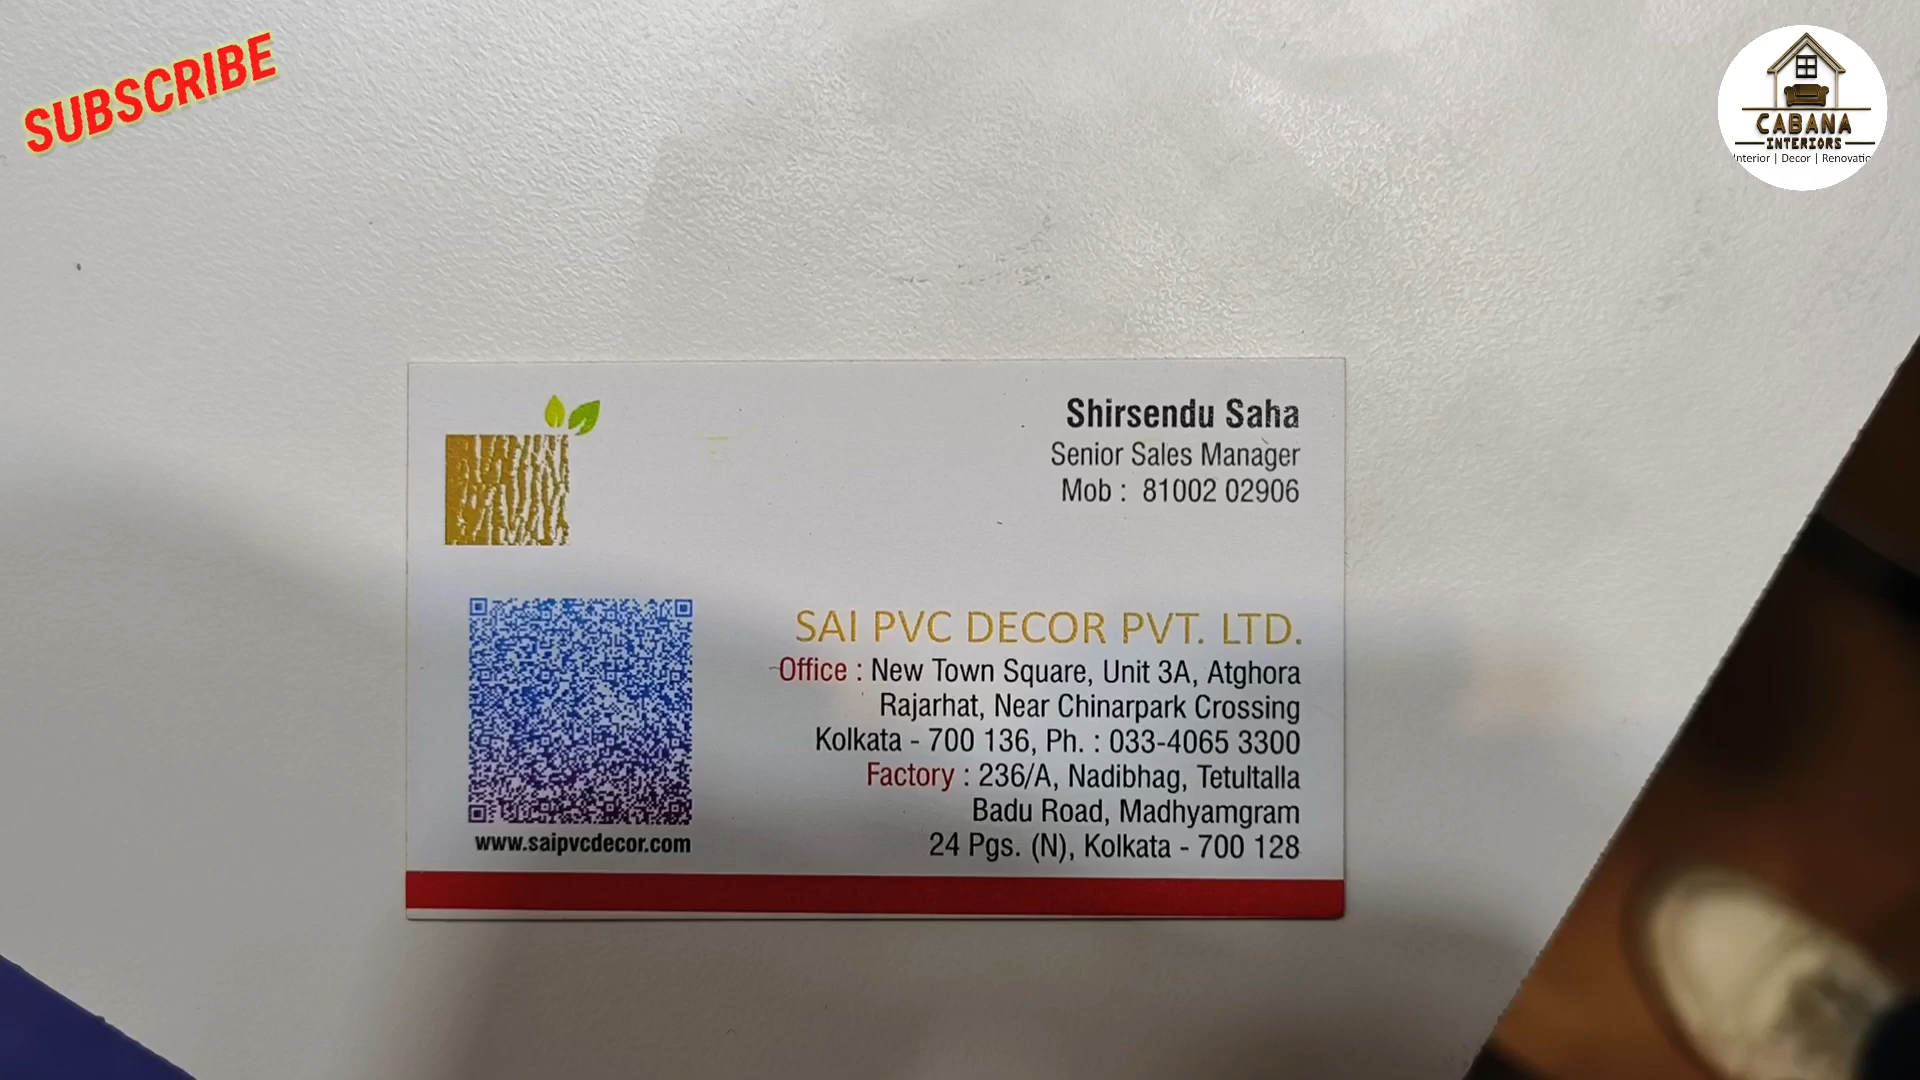 SUBSCRIBE
CABANA
INTERIORS
Interior | Decor | Renovatio
Shirsendu Saha
Senior Sales Manager
Mob : 81002 02906
SAI PVC DECOR PVT. LTD.
Office : New Town Square, Unit 3A, Atghora
Rajarhat, Near Chinarpark Crossing
Kolkata - 700 136, Ph. : 033-4065 3300
Factory : 236/A, Nadibhag, Tetultalla
Badu Road, Madhyamgram
24 Pgs. (N), Kolkata - 700 128
www.saipvcdecor.com